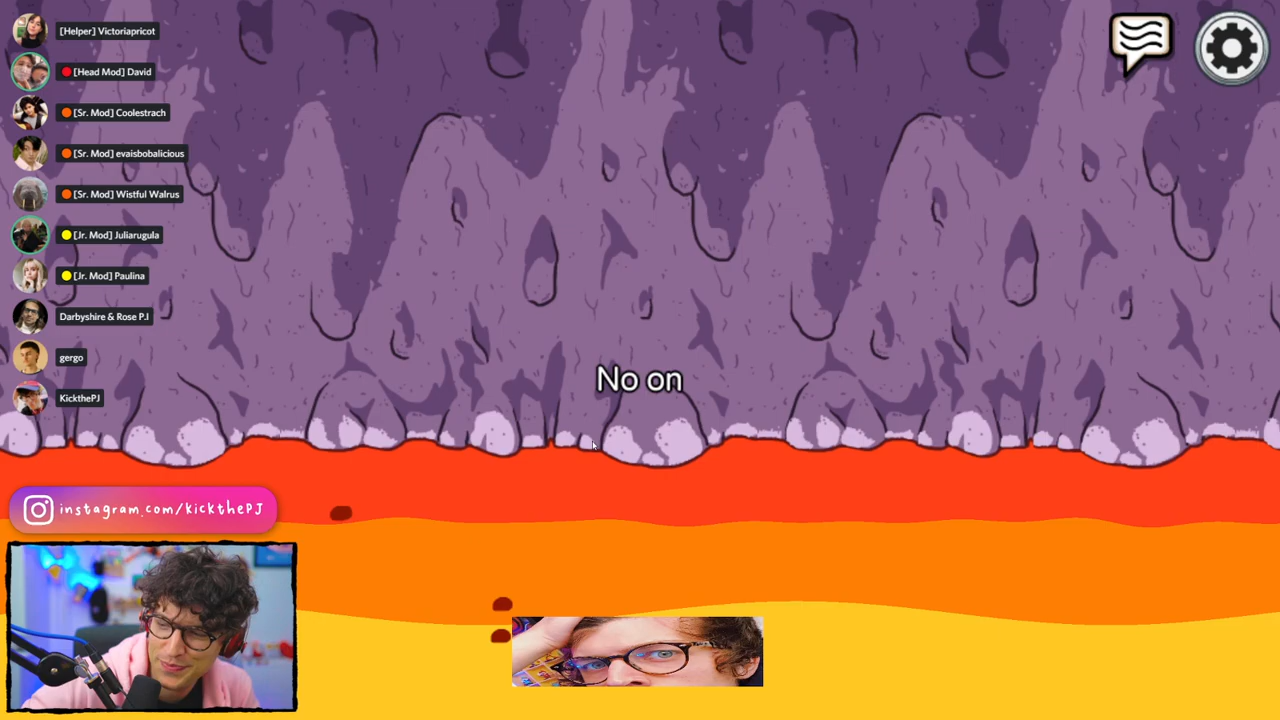 [Helper] Victoriapricot
[Head Mod] David
[Sr. Mod] Coolestrach
[Sr. Mod] evaisbobalicious
[Sr. Mod] Wistful Walrus
[Jr. Mod] Juliarugula
[Jr. Mod] Paulina
Darbyshire & Rose P.I
gergo
KickthePJ
No on
instagram.com/kickthePJ